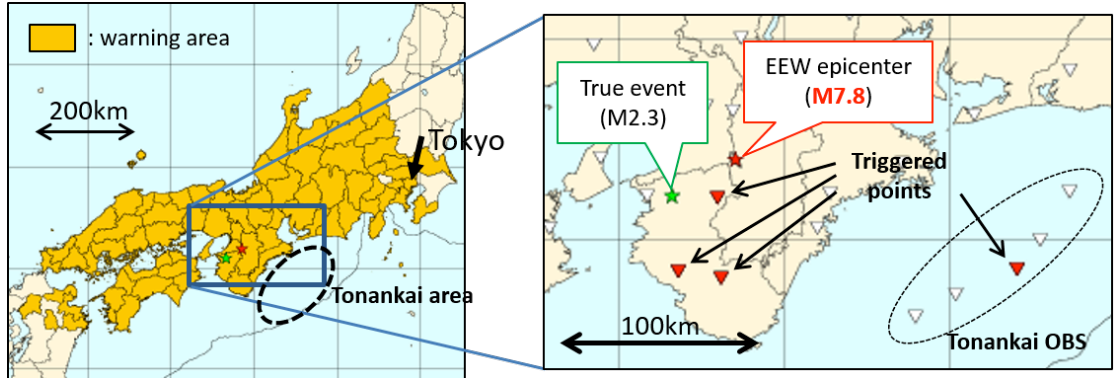 : warning area
200km
Tokyo
Tonankai area
True event
(M2.3)
EEW epicenter
(M7.8)
Triggered
points
100km
Tonankai OBS